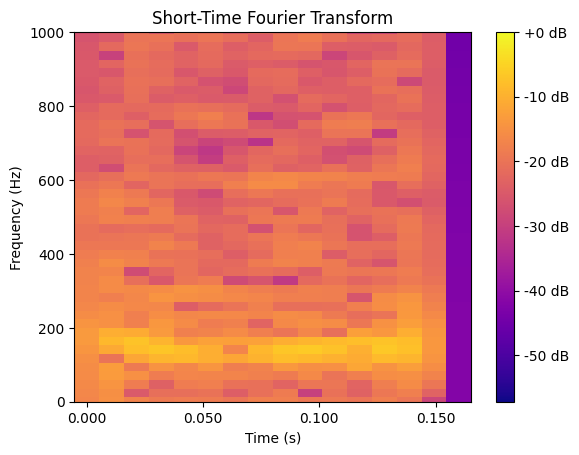 Short-Time Fourier Transform
1000
800
600
400
200
0
Frequency (Hz)
0.000
0.050
0.100
0.150
Time (s)
+0 dB
-10 dB
-20 dB
-30 dB
-40 dB
-50 dB